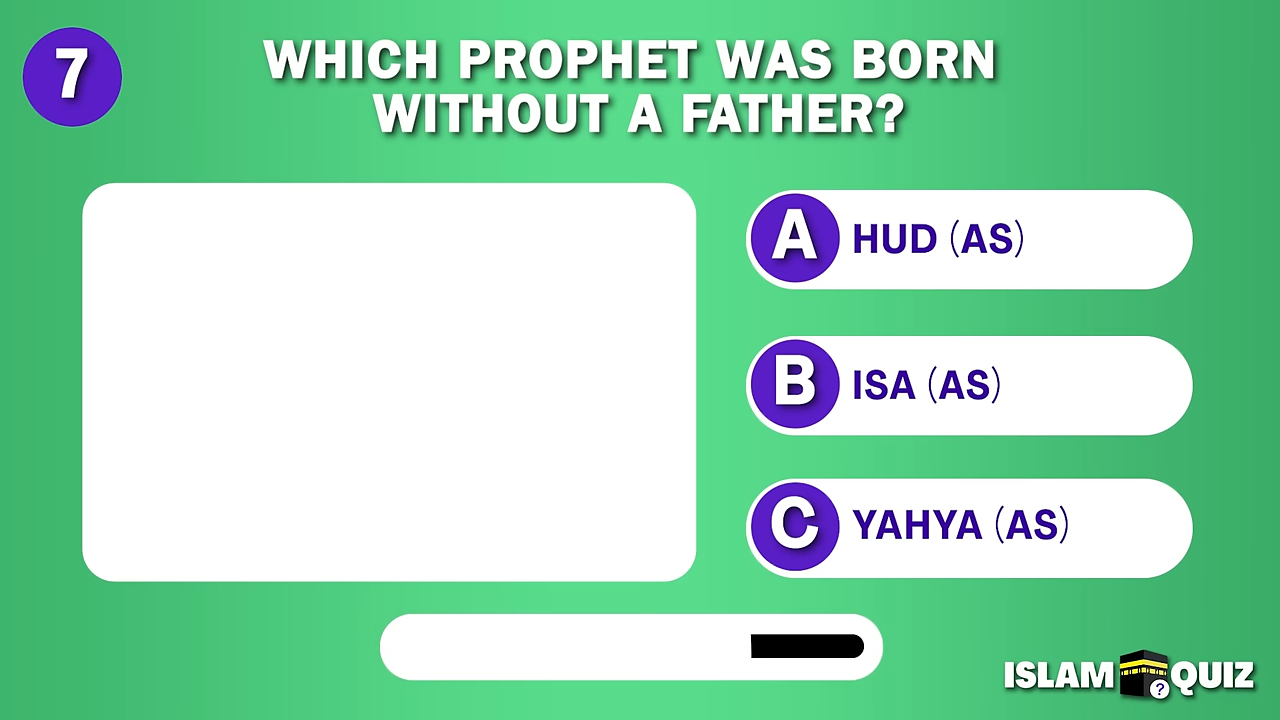 7
WHICH PROPHET WAS BORN
WITHOUT A FATHER?
A HUD (AS)
B ISA (AS)
C YAHYA (AS)
ISLAM ? QUIZ